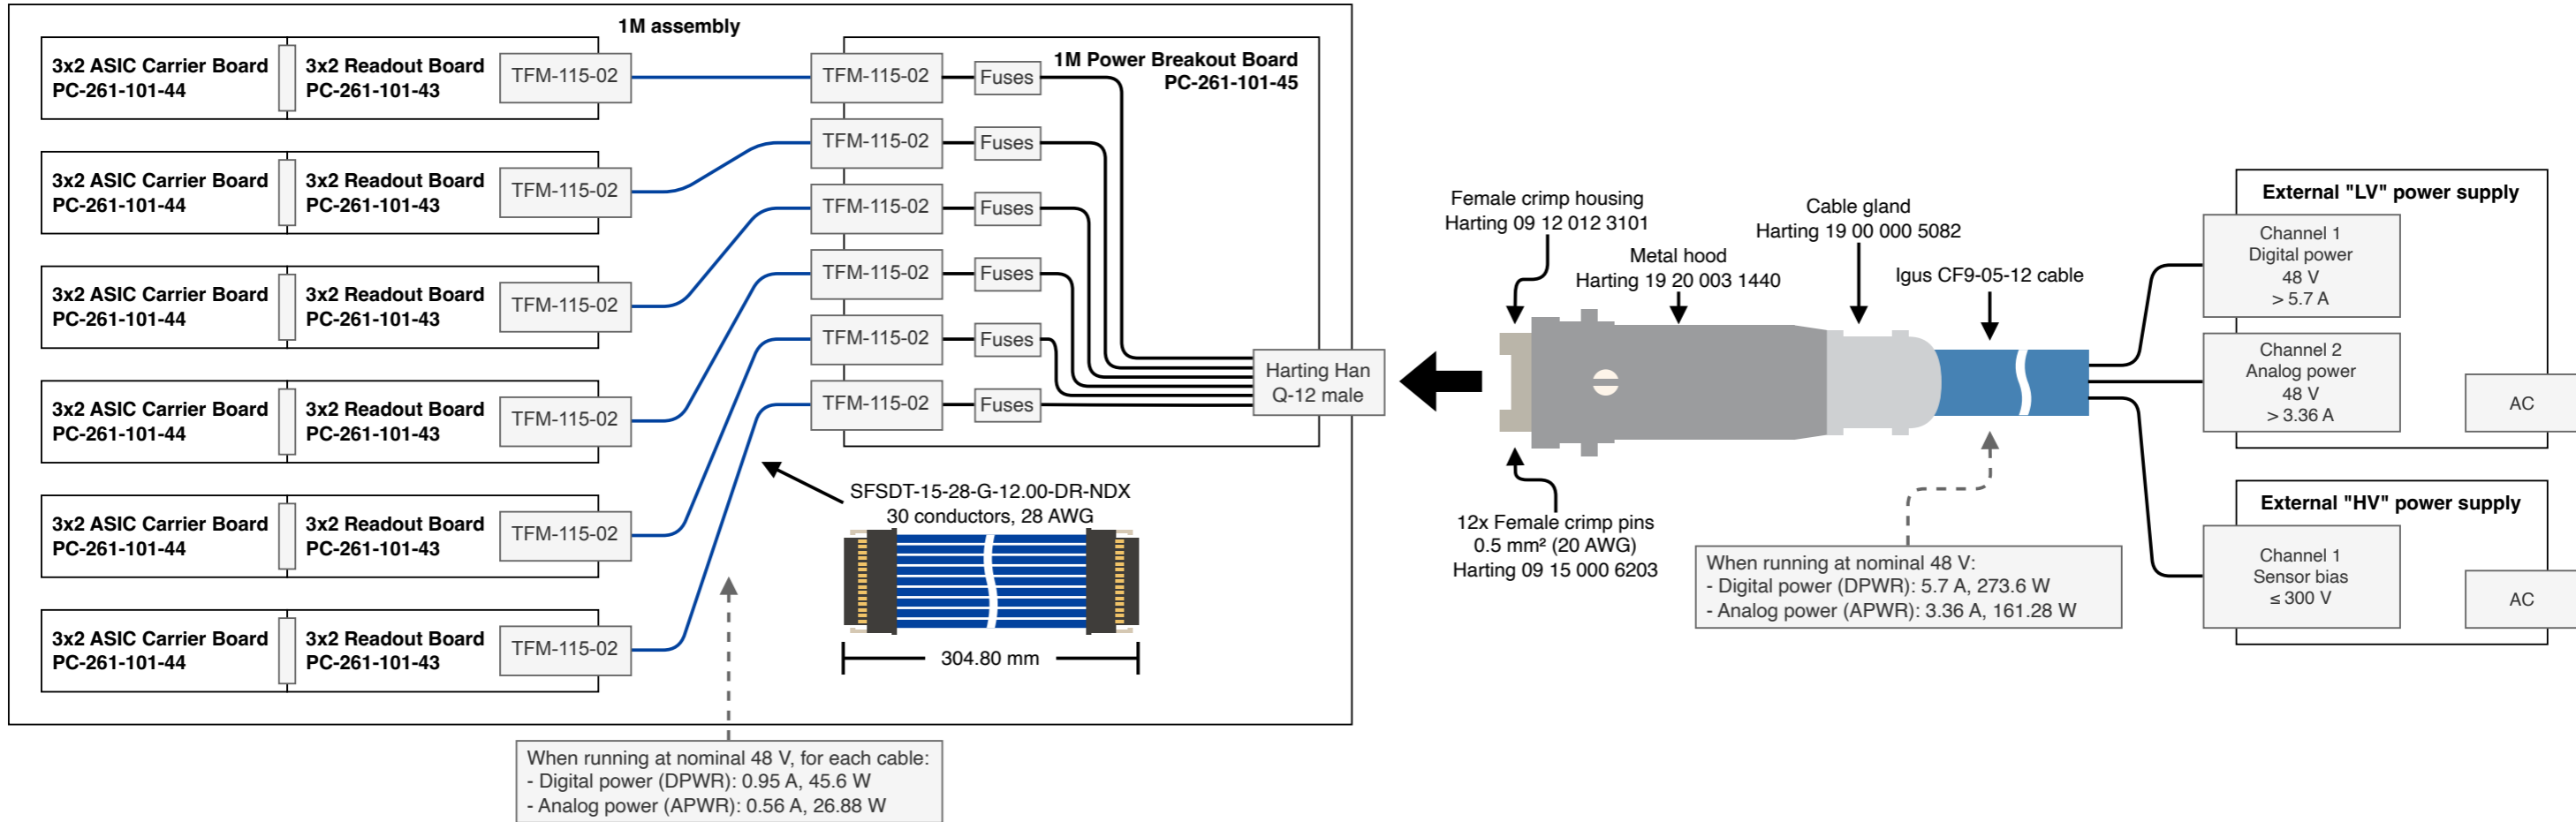 1M assembly
3x2 ASIC Carrier Board
PC-261-101-44
3x2 Readout Board
PC-261-101-43
TFM-115-02
3x2 ASIC Carrier Board
PC-261-101-44
3x2 Readout Board
PC-261-101-43
TFM-115-02
3x2 ASIC Carrier Board
PC-261-101-44
3x2 Readout Board
PC-261-101-43
TFM-115-02
3x2 ASIC Carrier Board
PC-261-101-44
3x2 Readout Board
PC-261-101-43
TFM-115-02
3x2 ASIC Carrier Board
PC-261-101-44
3x2 Readout Board
PC-261-101-43
TFM-115-02
3x2 ASIC Carrier Board
PC-261-101-44
3x2 Readout Board
PC-261-101-43
TFM-115-02
1M Power Breakout Board
PC-261-101-45
TFM-115-02
Fuses
TFM-115-02
Fuses
TFM-115-02
Fuses
TFM-115-02
Fuses
TFM-115-02
Fuses
TFM-115-02
Fuses
Harting Han
Q-12 male
SFSDT-15-28-G-12.00-DR-NDX
30 conductors, 28 AWG
304.80 mm
When running at nominal 48 V, for each cable:
- Digital power (DPWR): 0.95 A, 45.6 W
- Analog power (APWR): 0.56 A, 26.88 W
Female crimp housing
Harting 09 12 012 3101
Metal hood
Harting 19 20 003 1440
Cable gland
Harting 19 00 000 5082
Igus CF9-05-12 cable
12x Female crimp pins
0.5 mm² (20 AWG)
Harting 09 15 000 6203
When running at nominal 48 V:
- Digital power (DPWR): 5.7 A, 273.6 W
- Analog power (APWR): 3.36 A, 161.28 W
External "LV" power supply
Channel 1
Digital power
48 V
> 5.7 A
Channel 2
Analog power
48 V
> 3.36 A
AC
External "HV" power supply
Channel 1
Sensor bias
≤ 300 V
AC